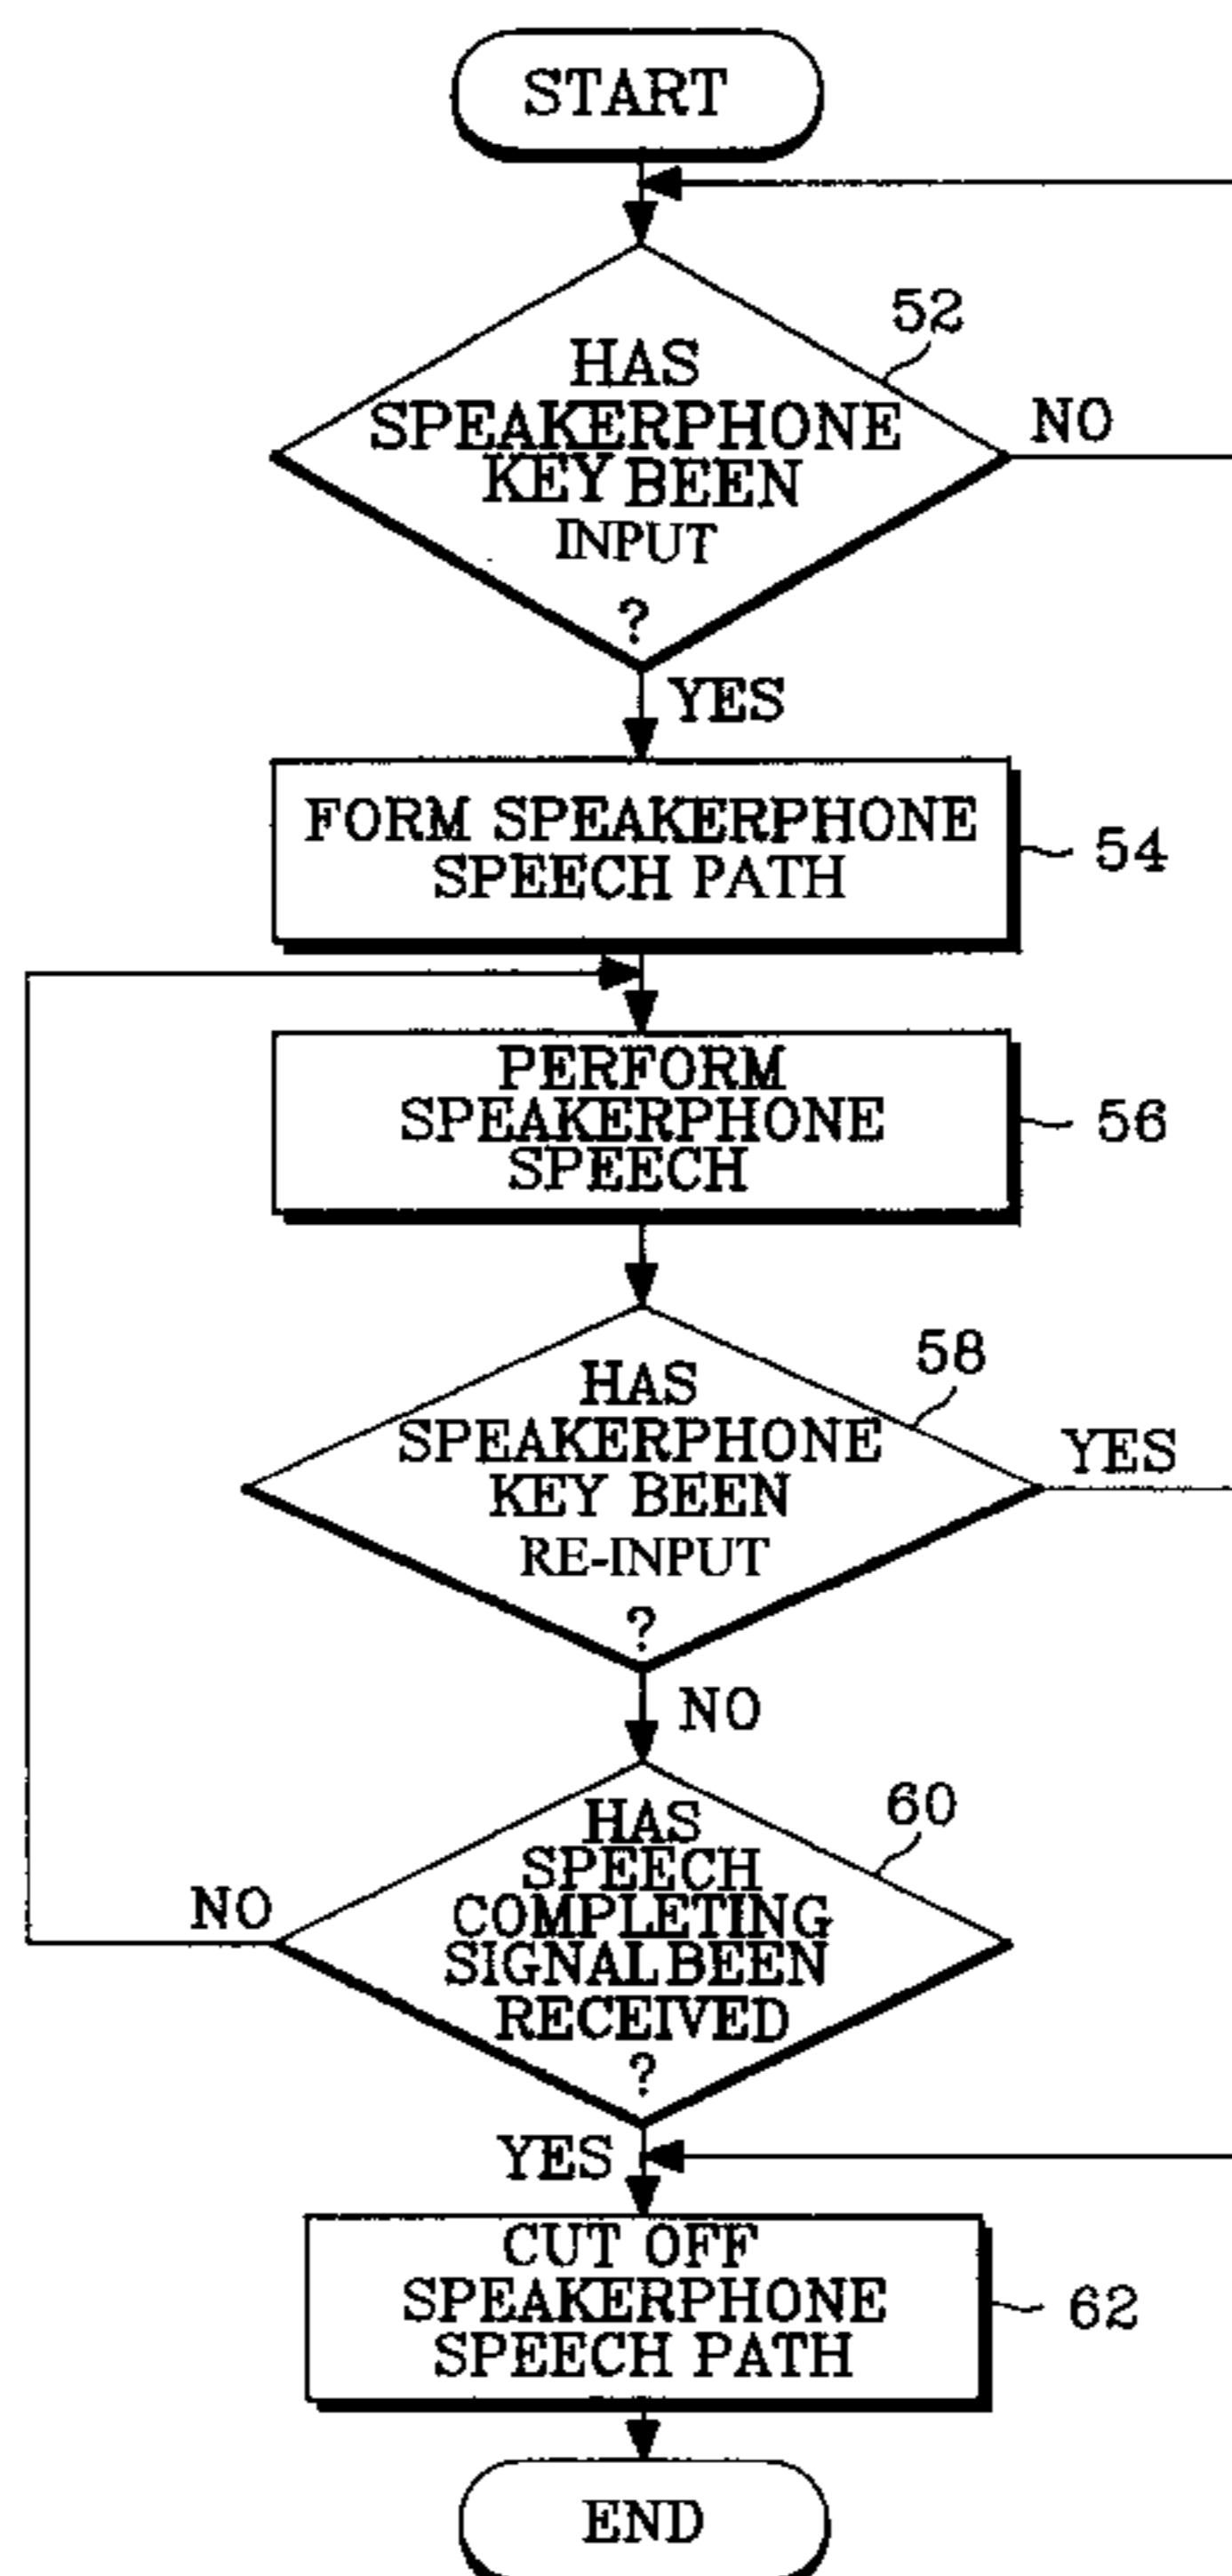 START
52
HAS
SPEAKERPHONE
KEY BEEN
INPUT
?
NO
YES
FORM SPEAKERPHONE
SPEECH PATH
54
PERFORM
SPEAKERPHONE
SPEECH
56
58
HAS
SPEAKERPHONE
KEY BEEN
RE-INPUT
?
YES
NO
60
HAS
SPEECH
COMPLETING
SIGNAL BEEN
RECEIVED
?
NO
YES
CUT OFF
SPEAKERPHONE
SPEECH PATH
62
END